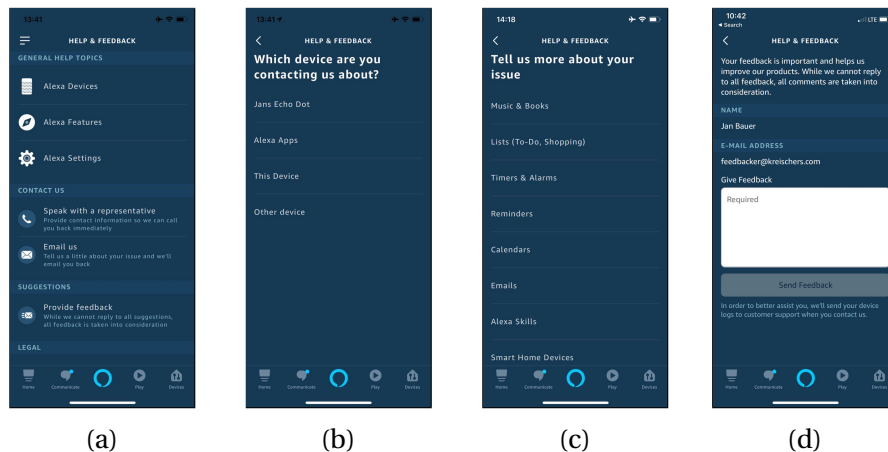 13:41
HELP & FEEDBACK
GENERAL HELP TOPICS
Alexa Devices
Alexa Features
Alexa Settings
CONTACT US
Speak with a representative
Provide contact information so we can call
you back immediately
Email us
Tell us a little about your issue and we'll
email you back
SUGGESTIONS
Provide feedback
While we cannot reply to all suggestions,
all feedback is taken into consideration
LEGAL
Home Communicate Play Devices
(a)
13:41
HELP & FEEDBACK
Which device are you
contacting us about?
Jans Echo Dot
Alexa Apps
This Device
Other device
Home Communicate Play Devices
(b)
14:18
HELP & FEEDBACK
Tell us more about your
issue
Music & Books
Lists (To-Do, Shopping)
Timers & Alarms
Reminders
Calendars
Emails
Alexa Skills
Smart Home Devices
Home Communicate Play Devices
(c)
10:42
LTE
Search
HELP & FEEDBACK
Your feedback is important and helps us
improve our products. While we cannot reply
to all feedback, all comments are taken into
consideration.
NAME
Jan Bauer
E-MAIL ADDRESS
feedbacker@kreischers.com
Give Feedback
Required
Send Feedback
In order to better assist you, we'll send your device
logs to customer support when you contact us.
Home Communicate Play Devices
(d)